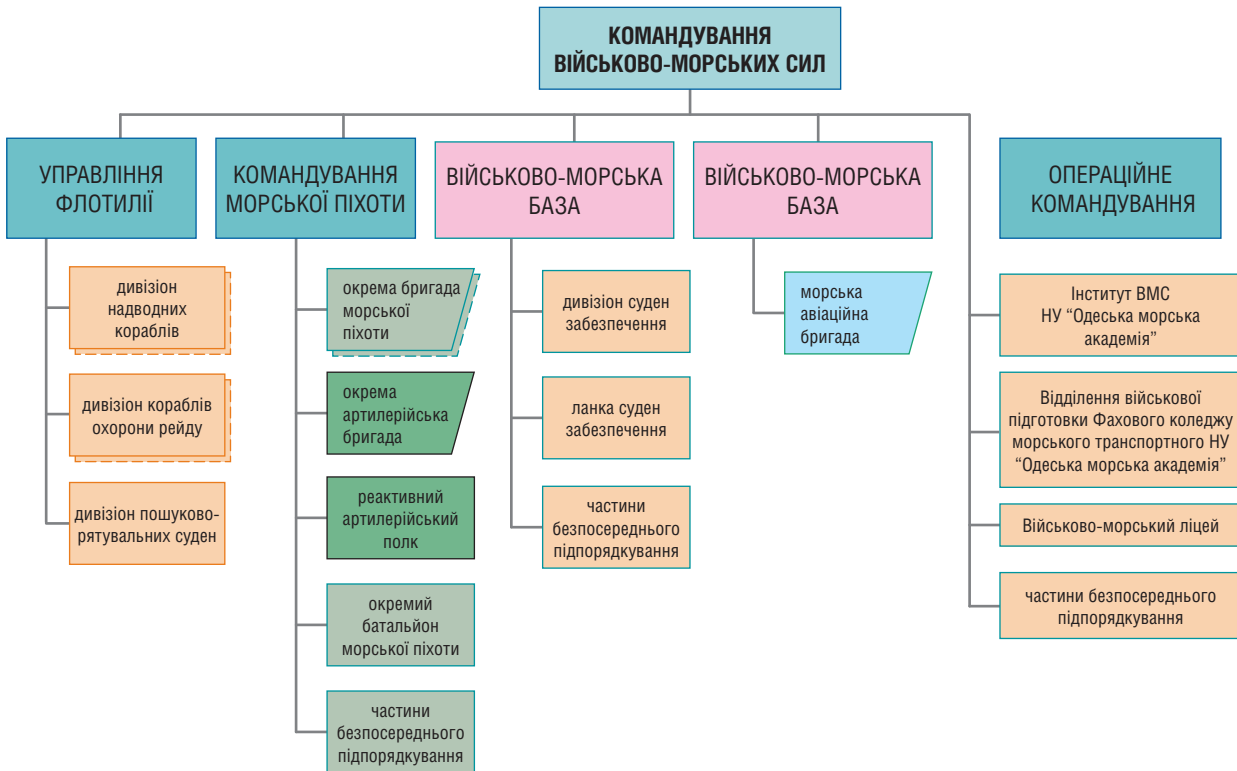 КОМАНДУВАННЯ
ВІЙСЬКОВО-МОРСЬКИХ СИЛ
УПРАВЛІННЯ
ФЛОТИЛІЇ
дивізіон
надводних
кораблів
дивізіон кораблів
охорони рейду
дивізіон пошуково-
рятувальних суден
КОМАНДУВАННЯ
МОРСЬКОЇ ПІХОТИ
окрема бригада
морської
піхоти
окрема
артилерійська
бригада
реактивний
артилерійський
полк
окремий
батальйон
морської піхоти
частини
безпосереднього
підпорядкування
ВІЙСЬКОВО-МОРСЬКА
БАЗА
дивізіон суден
забезпечення
ланка суден
забезпечення
частини
безпосереднього
підпорядкування
ВІЙСЬКОВО-МОРСЬКА
БАЗА
морська
авіаційна
бригада
ОПЕРАЦІЙНЕ
КОМАНДУВАННЯ
Інститут ВМС
НУ “Одеська морська
академія”
Відділення військової
підготовки Фахового коледжу
морського транспортного НУ
“Одеська морська академія”
Військово-морський ліцей
частини безпосереднього
підпорядкування